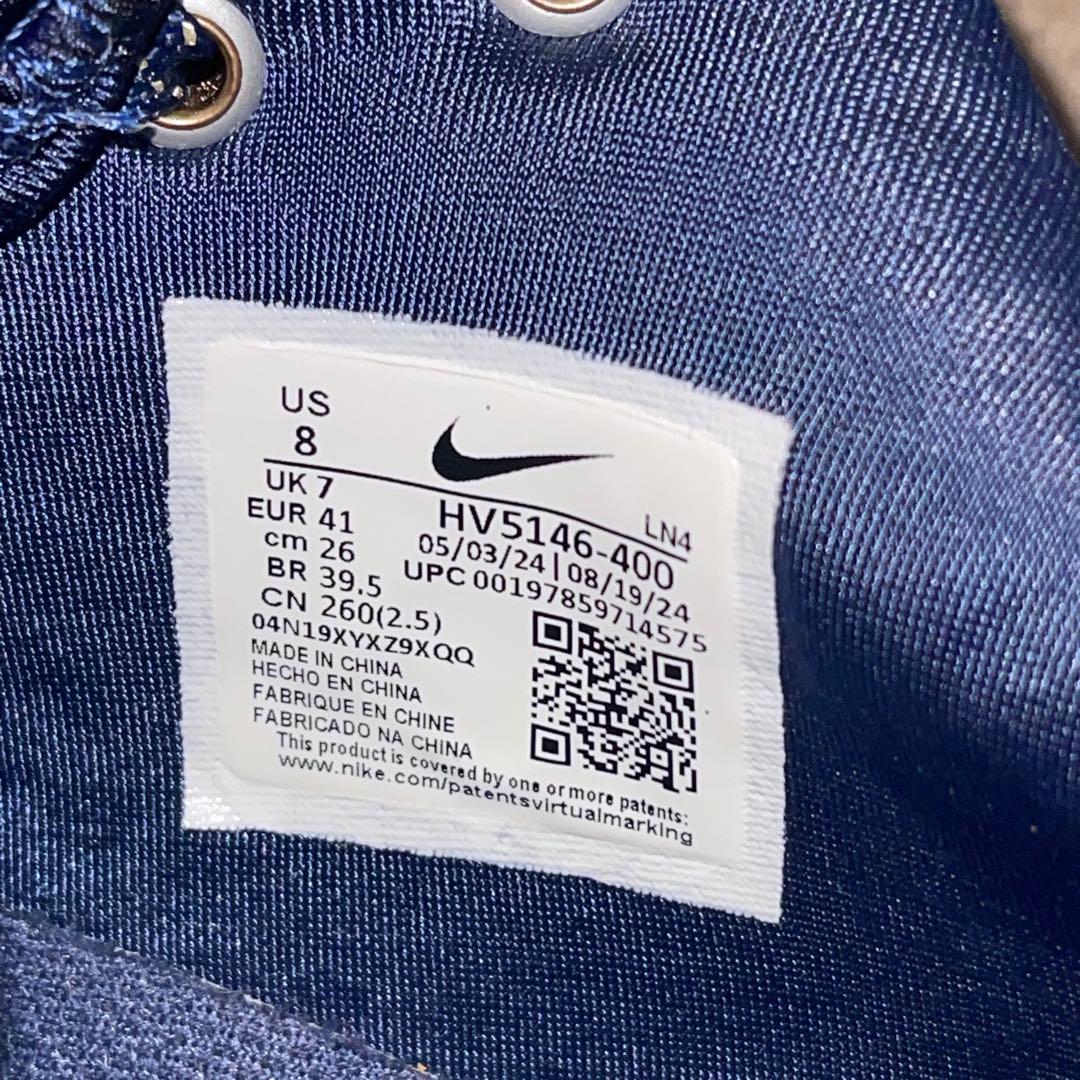 US
8
LN4
UK 7
HV5146-400
EUR 41
05/03/24 | 08/19/24
cm 26
UPC 00197859714575
BR 39.5
CN 260(2.5)
04N19XYXZ9XQQ
MADE IN CHINA
HECHO EN CHINA
FABRIQUE EN CHINE
FABRICADO NA CHINA
This product is covered by one or more patents:
www.nike.com/patentsvirtualmarking